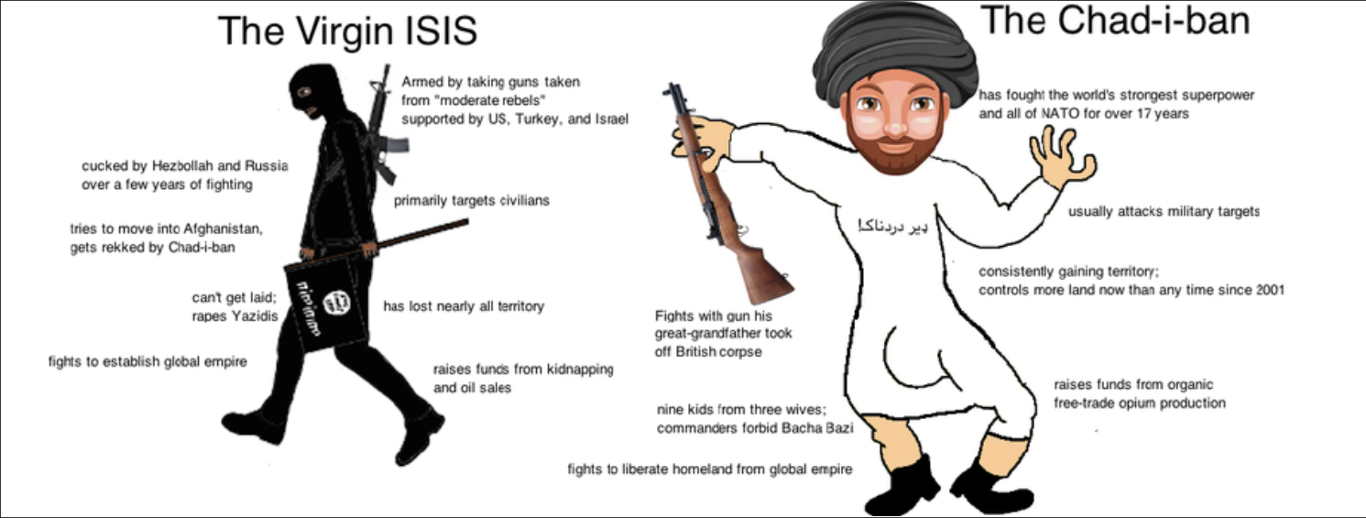 The Virgin ISIS
Armed by taking guns taken
from "moderate rebels"
supported by US, Turkey, and Israel
cucked by Hezbollah and Russia
over a few years of fighting
primarily targets civilians
tries to move into Afghanistan,
gets rekked by Chad-i-ban
can't get laid;
rapes Yazidis
has lost nearly all territory
fights to establish global empire
raises funds from kidnapping
and oil sales
The Chad-i-ban
has fought the world's strongest superpower
and all of NATO for over 17 years
usually attacks military targets
ډیر دردناک!
consistently gaining territory;
controls more land now than any time since 2001
Fights with gun his
great-grandfather took
off British corpse
raises funds from organic
free-trade opium production
nine kids from three wives;
commanders forbid Bacha Bazi
fights to liberate homeland from global empire